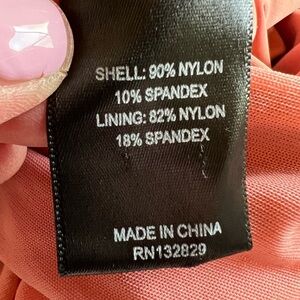 SHELL: 90% NYLON
10% SPANDEX
LINING: 82% NYLON
18% SPANDEX
MADE IN CHINA
RN132829